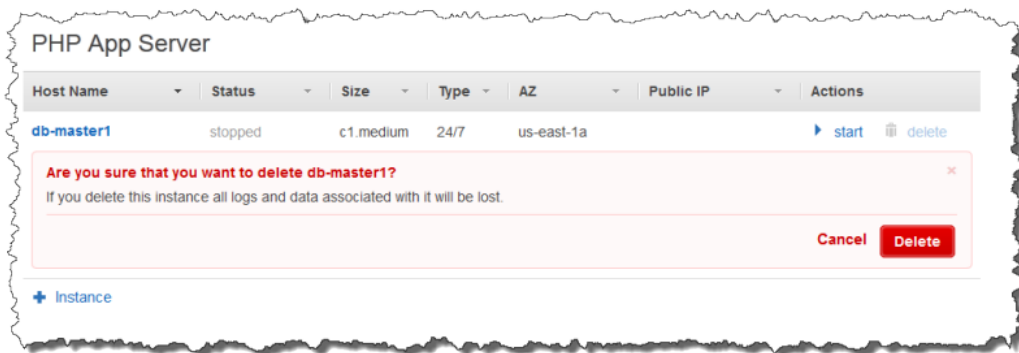 PHP App Server
Host Name Status Size Type AZ Public IP Actions
db-master1 stopped c1.medium 24/7 us-east-1a start delete
Are you sure that you want to delete db-master1?
If you delete this instance all logs and data associated with it will be lost.
Cancel Delete
Instance